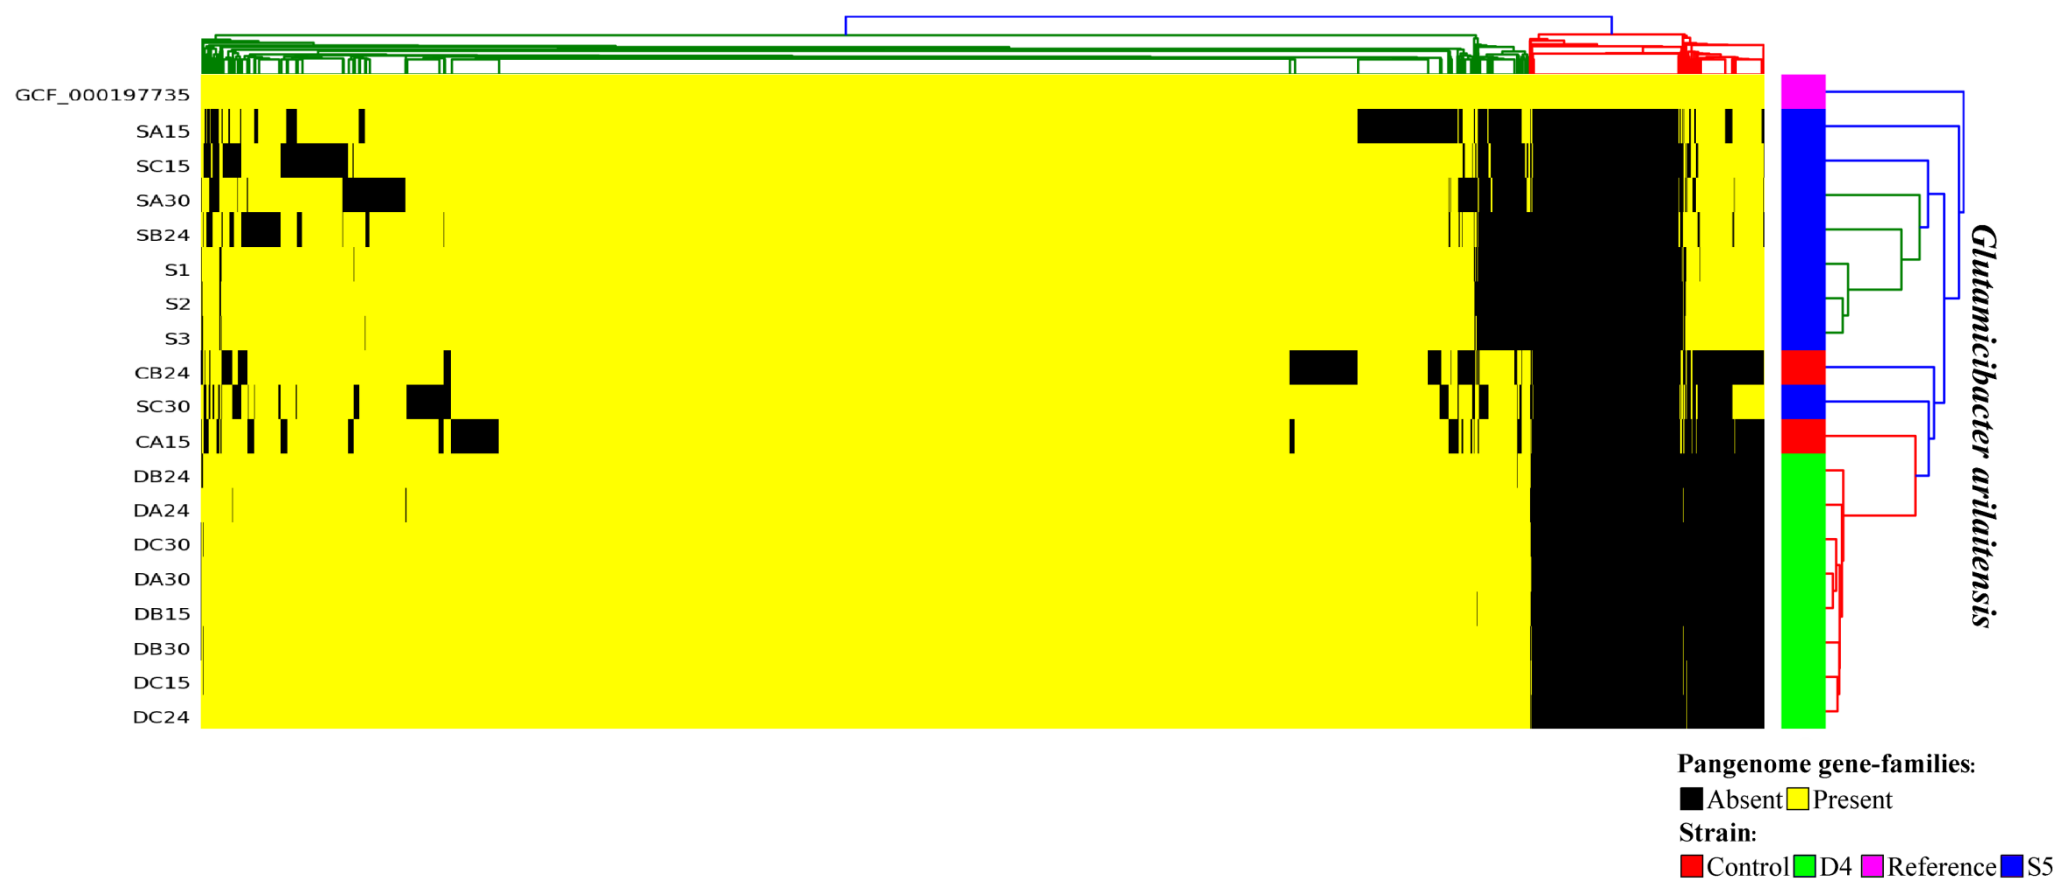 GCF_000197735
SA15
SC15
SA30
SB24
S1
S2
S3
CB24
SC30
CA15
DB24
DA24
DC30
DA30
DB15
DB30
DC15
DC24
Glutamicibacter arilaitensis
Pangenome gene-families:
Absent Present
Strain:
Control D4 Reference S5